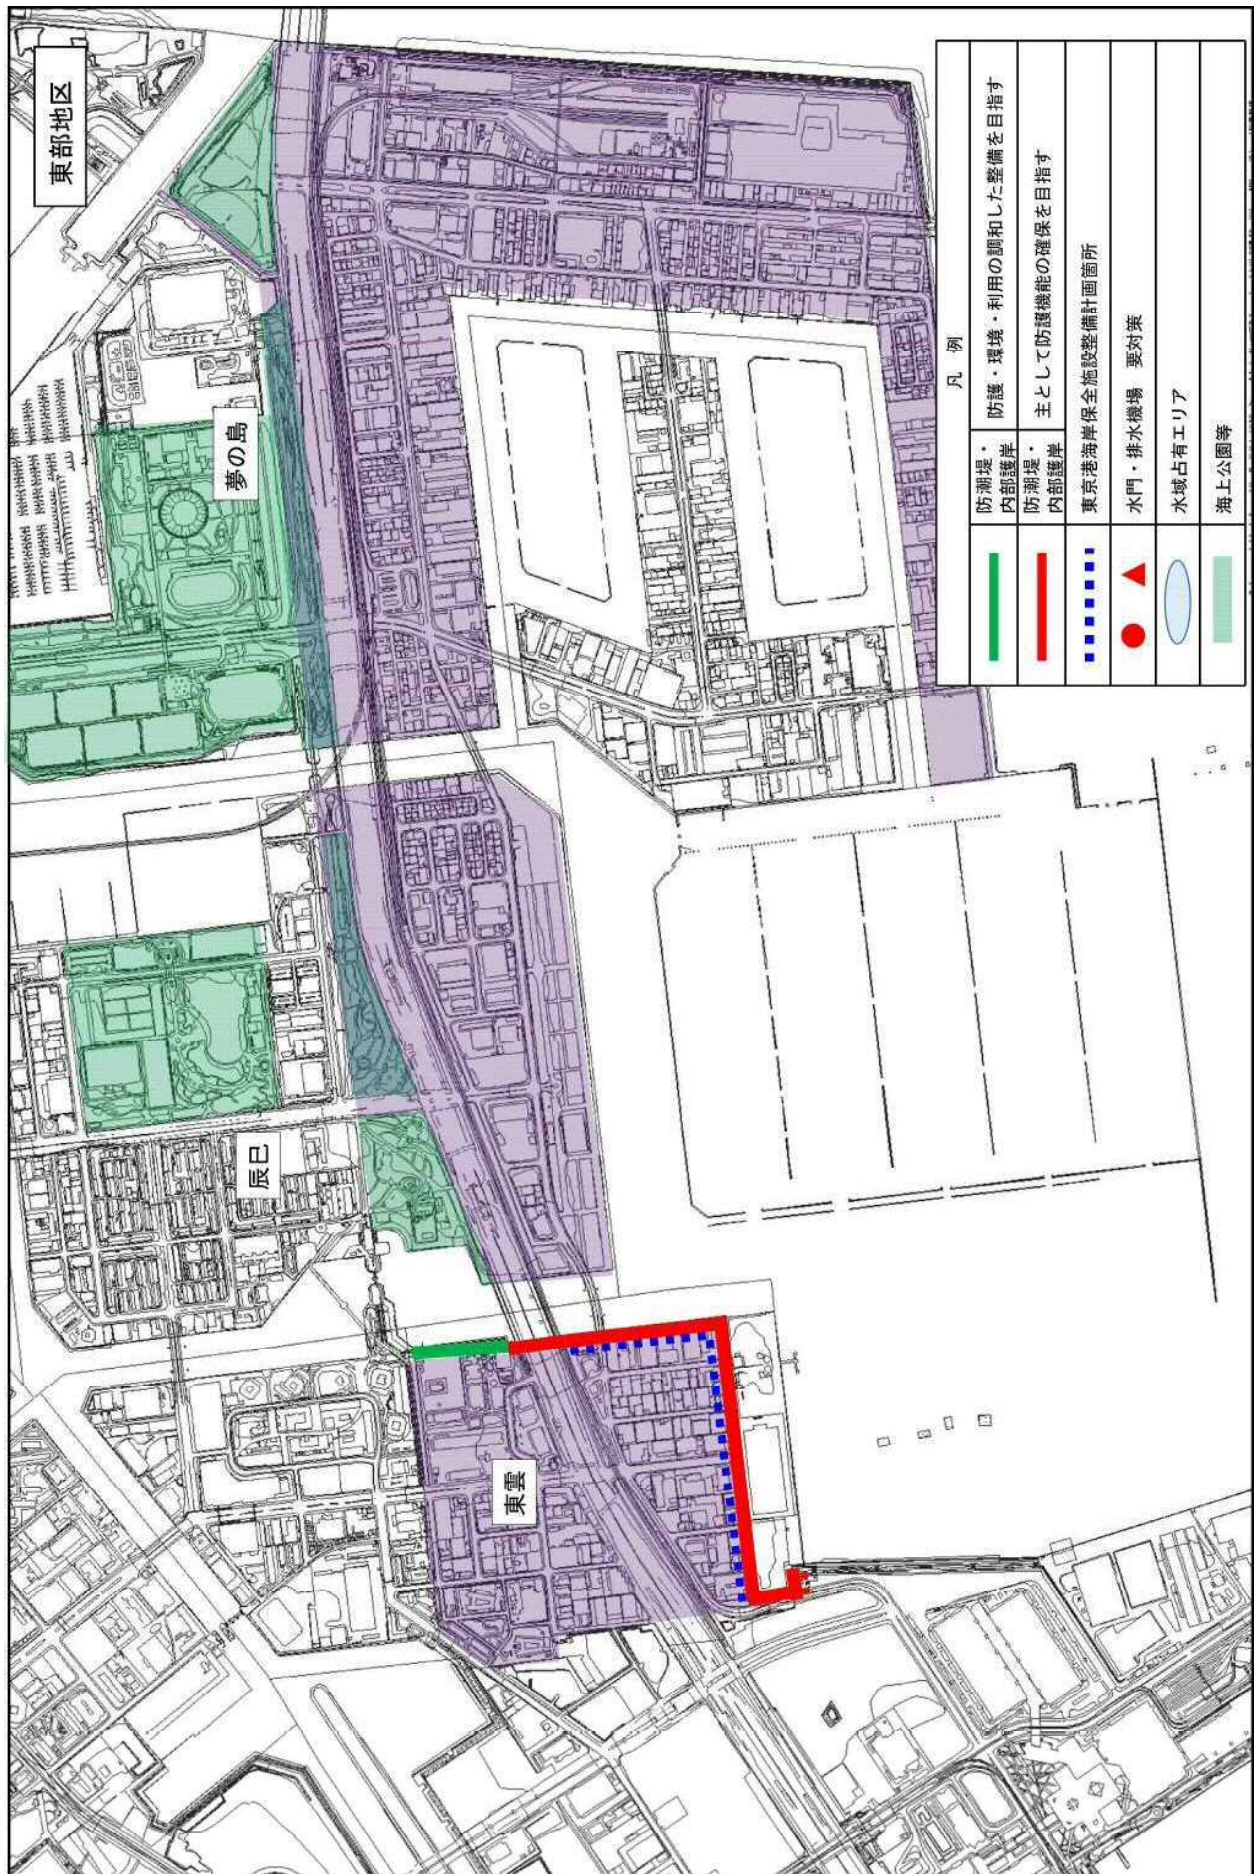 東部地区
夢の島
辰巳
東雲
凡 例
防潮堤・
内部護岸
防護・環境・利用の調和した整備を目指す
防潮堤・
内部護岸
主として防護機能の確保を目指す
東京港海岸保全施設整備計画箇所
水門・排水機場 要対策
水域占有エリア
海上公園等